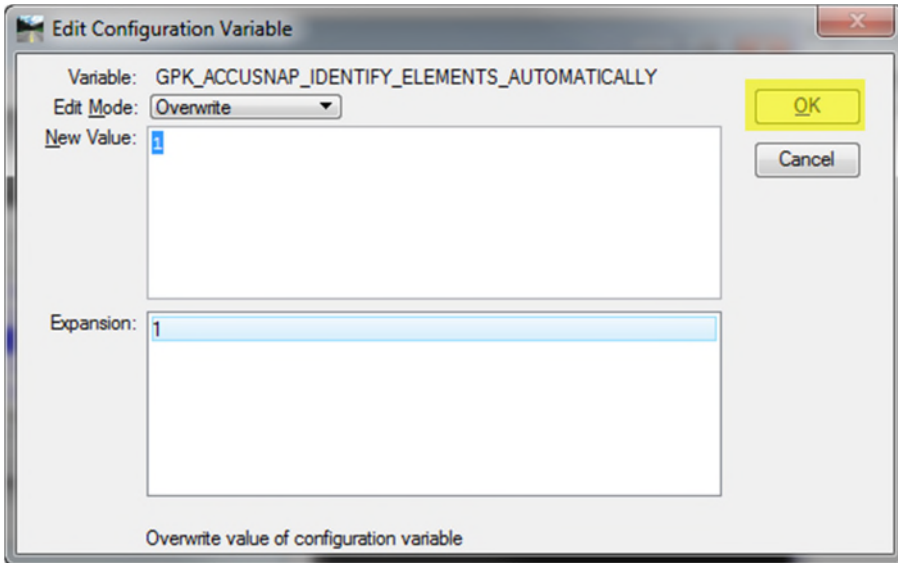 Edit Configuration Variable
Variable: GPK_ACCUSNAP_IDENTIFY_ELEMENTS_AUTOMATICALLY
Edit Mode: Overwrite
OK
New Value: 1
Cancel
Expansion: 1
Overwrite value of configuration variable